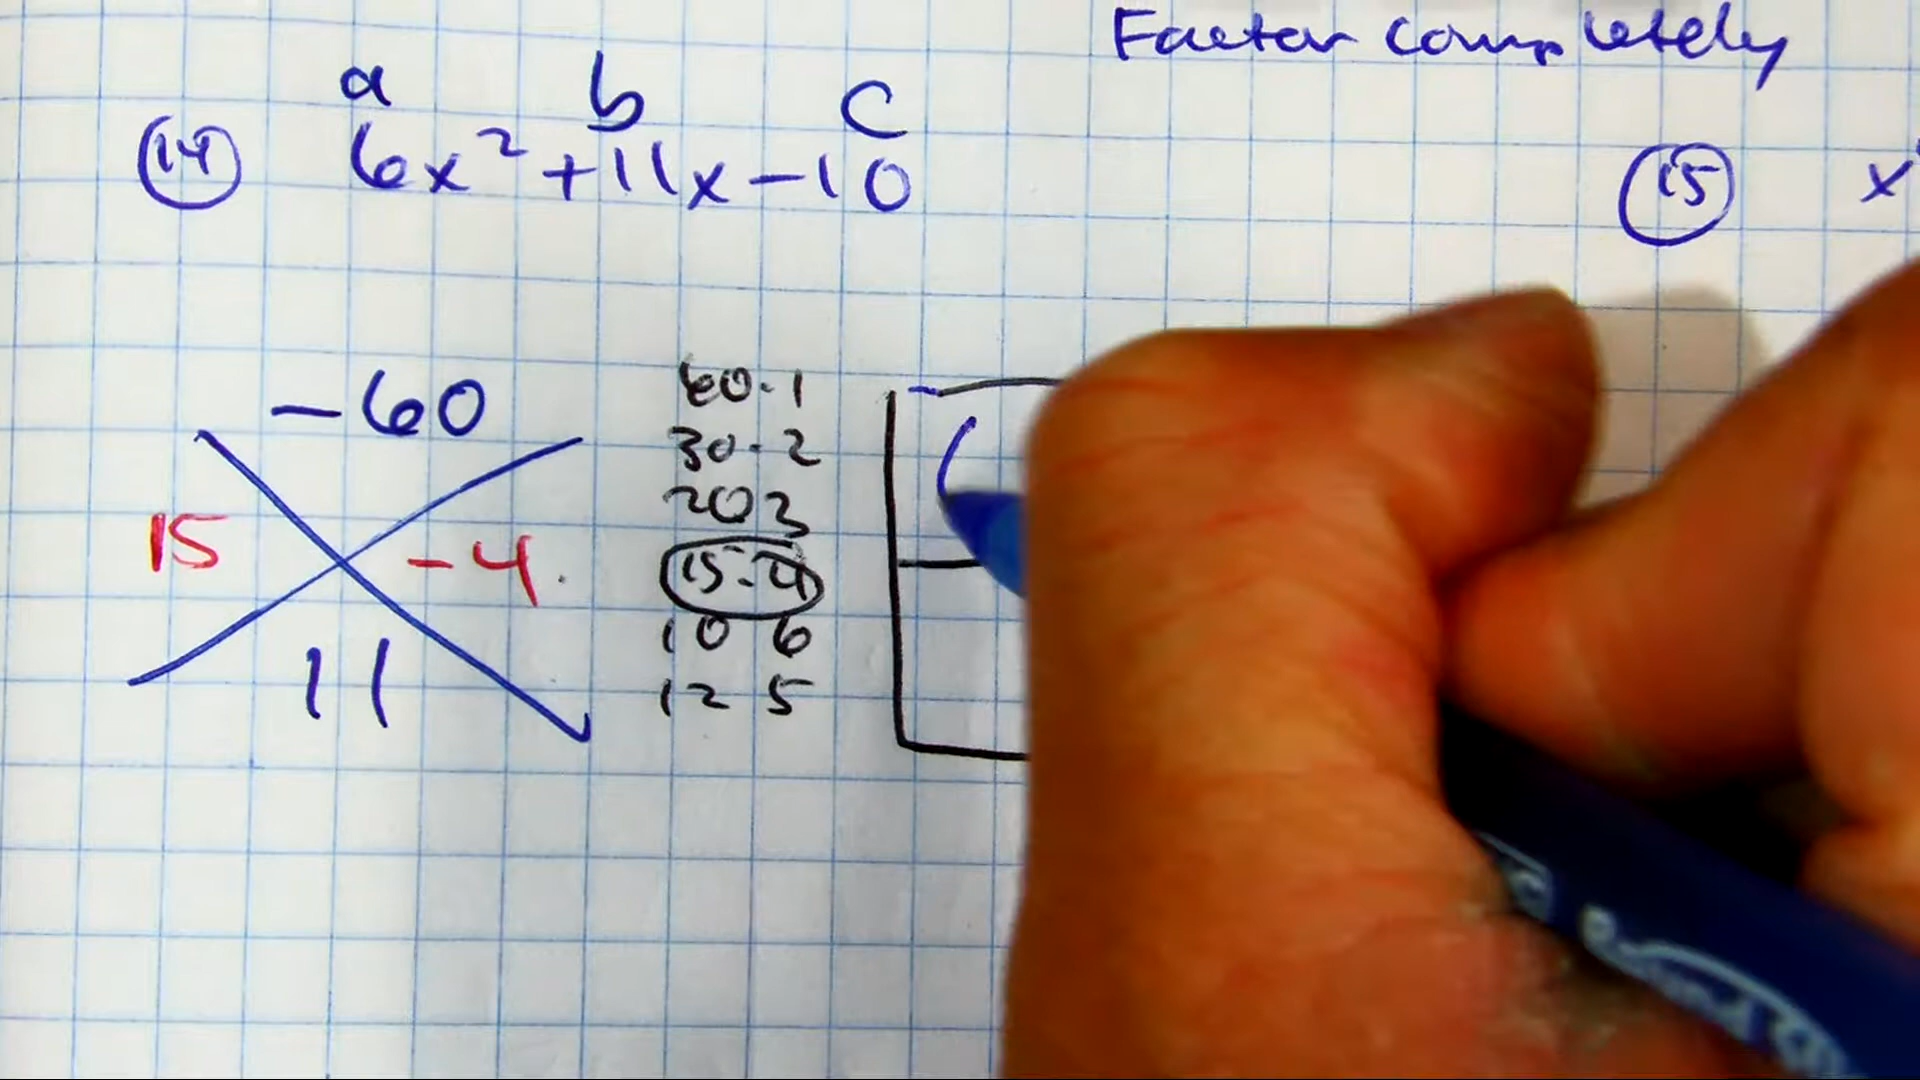 Factor completely
a b c
14 6x² +11x -10
15 x
-60
60·1
30·2
20 3
15 -4
15 -4
10 6
11
12 5